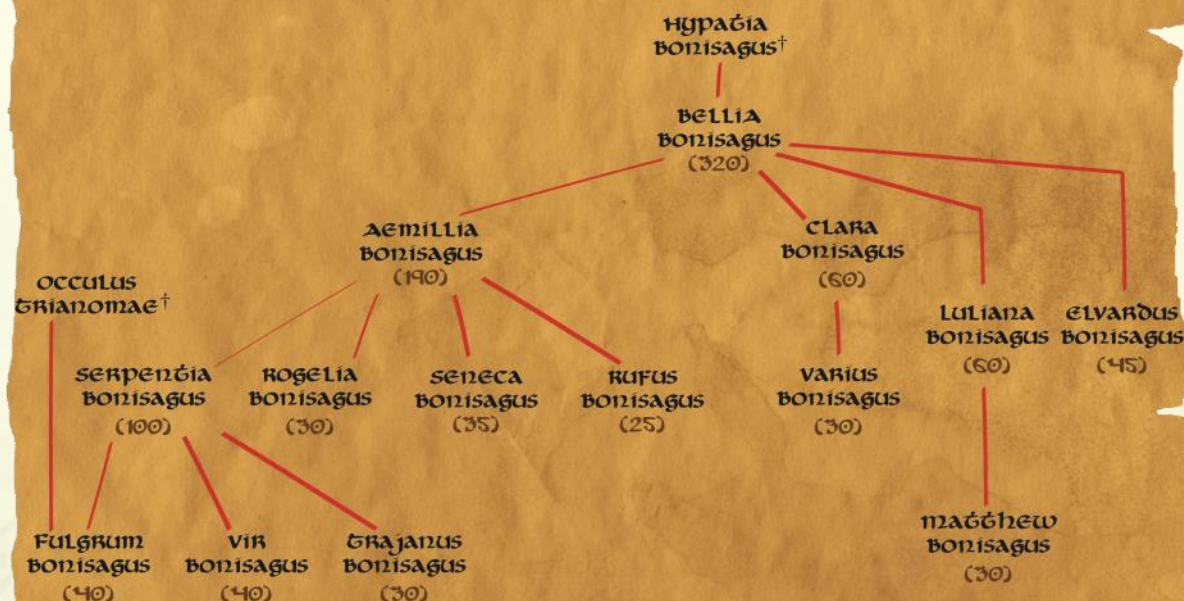 HYPATIA
BONISAGUS†
BELLIA
BONISAGUS
(320)
AEMILLIA
BONISAGUS
(190)
CLARA
BONISAGUS
(60)
OCCULUS
TRIANOMAE†
LULIANA
BONISAGUS
(60)
ELVARDUS
BONISAGUS
(45)
SERPENTIA
BONISAGUS
(100)
ROGELIA
BONISAGUS
(30)
SENECA
BONISAGUS
(35)
RUFUS
BONISAGUS
(25)
VARIUS
BONISAGUS
(30)
FULGRUM
BONISAGUS
(40)
VIR
BONISAGUS
(40)
TRAJANUS
BONISAGUS
(30)
MATTHEW
BONISAGUS
(30)